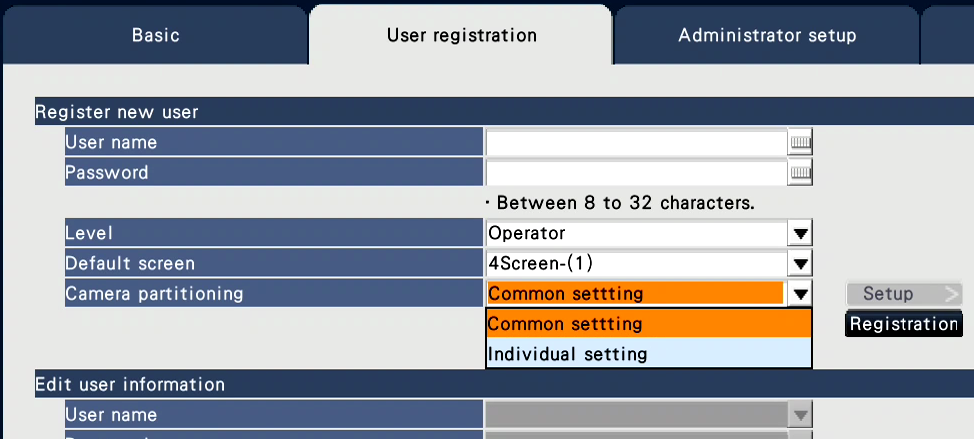 Basic User registration Administrator setup
Register new user
User name
Password
· Between 8 to 32 characters.
Level Operator
Default screen 4Screen-(1)
Camera partitioning Common settting Setup >
Common settting Registration
Individual setting
Edit user information
User name